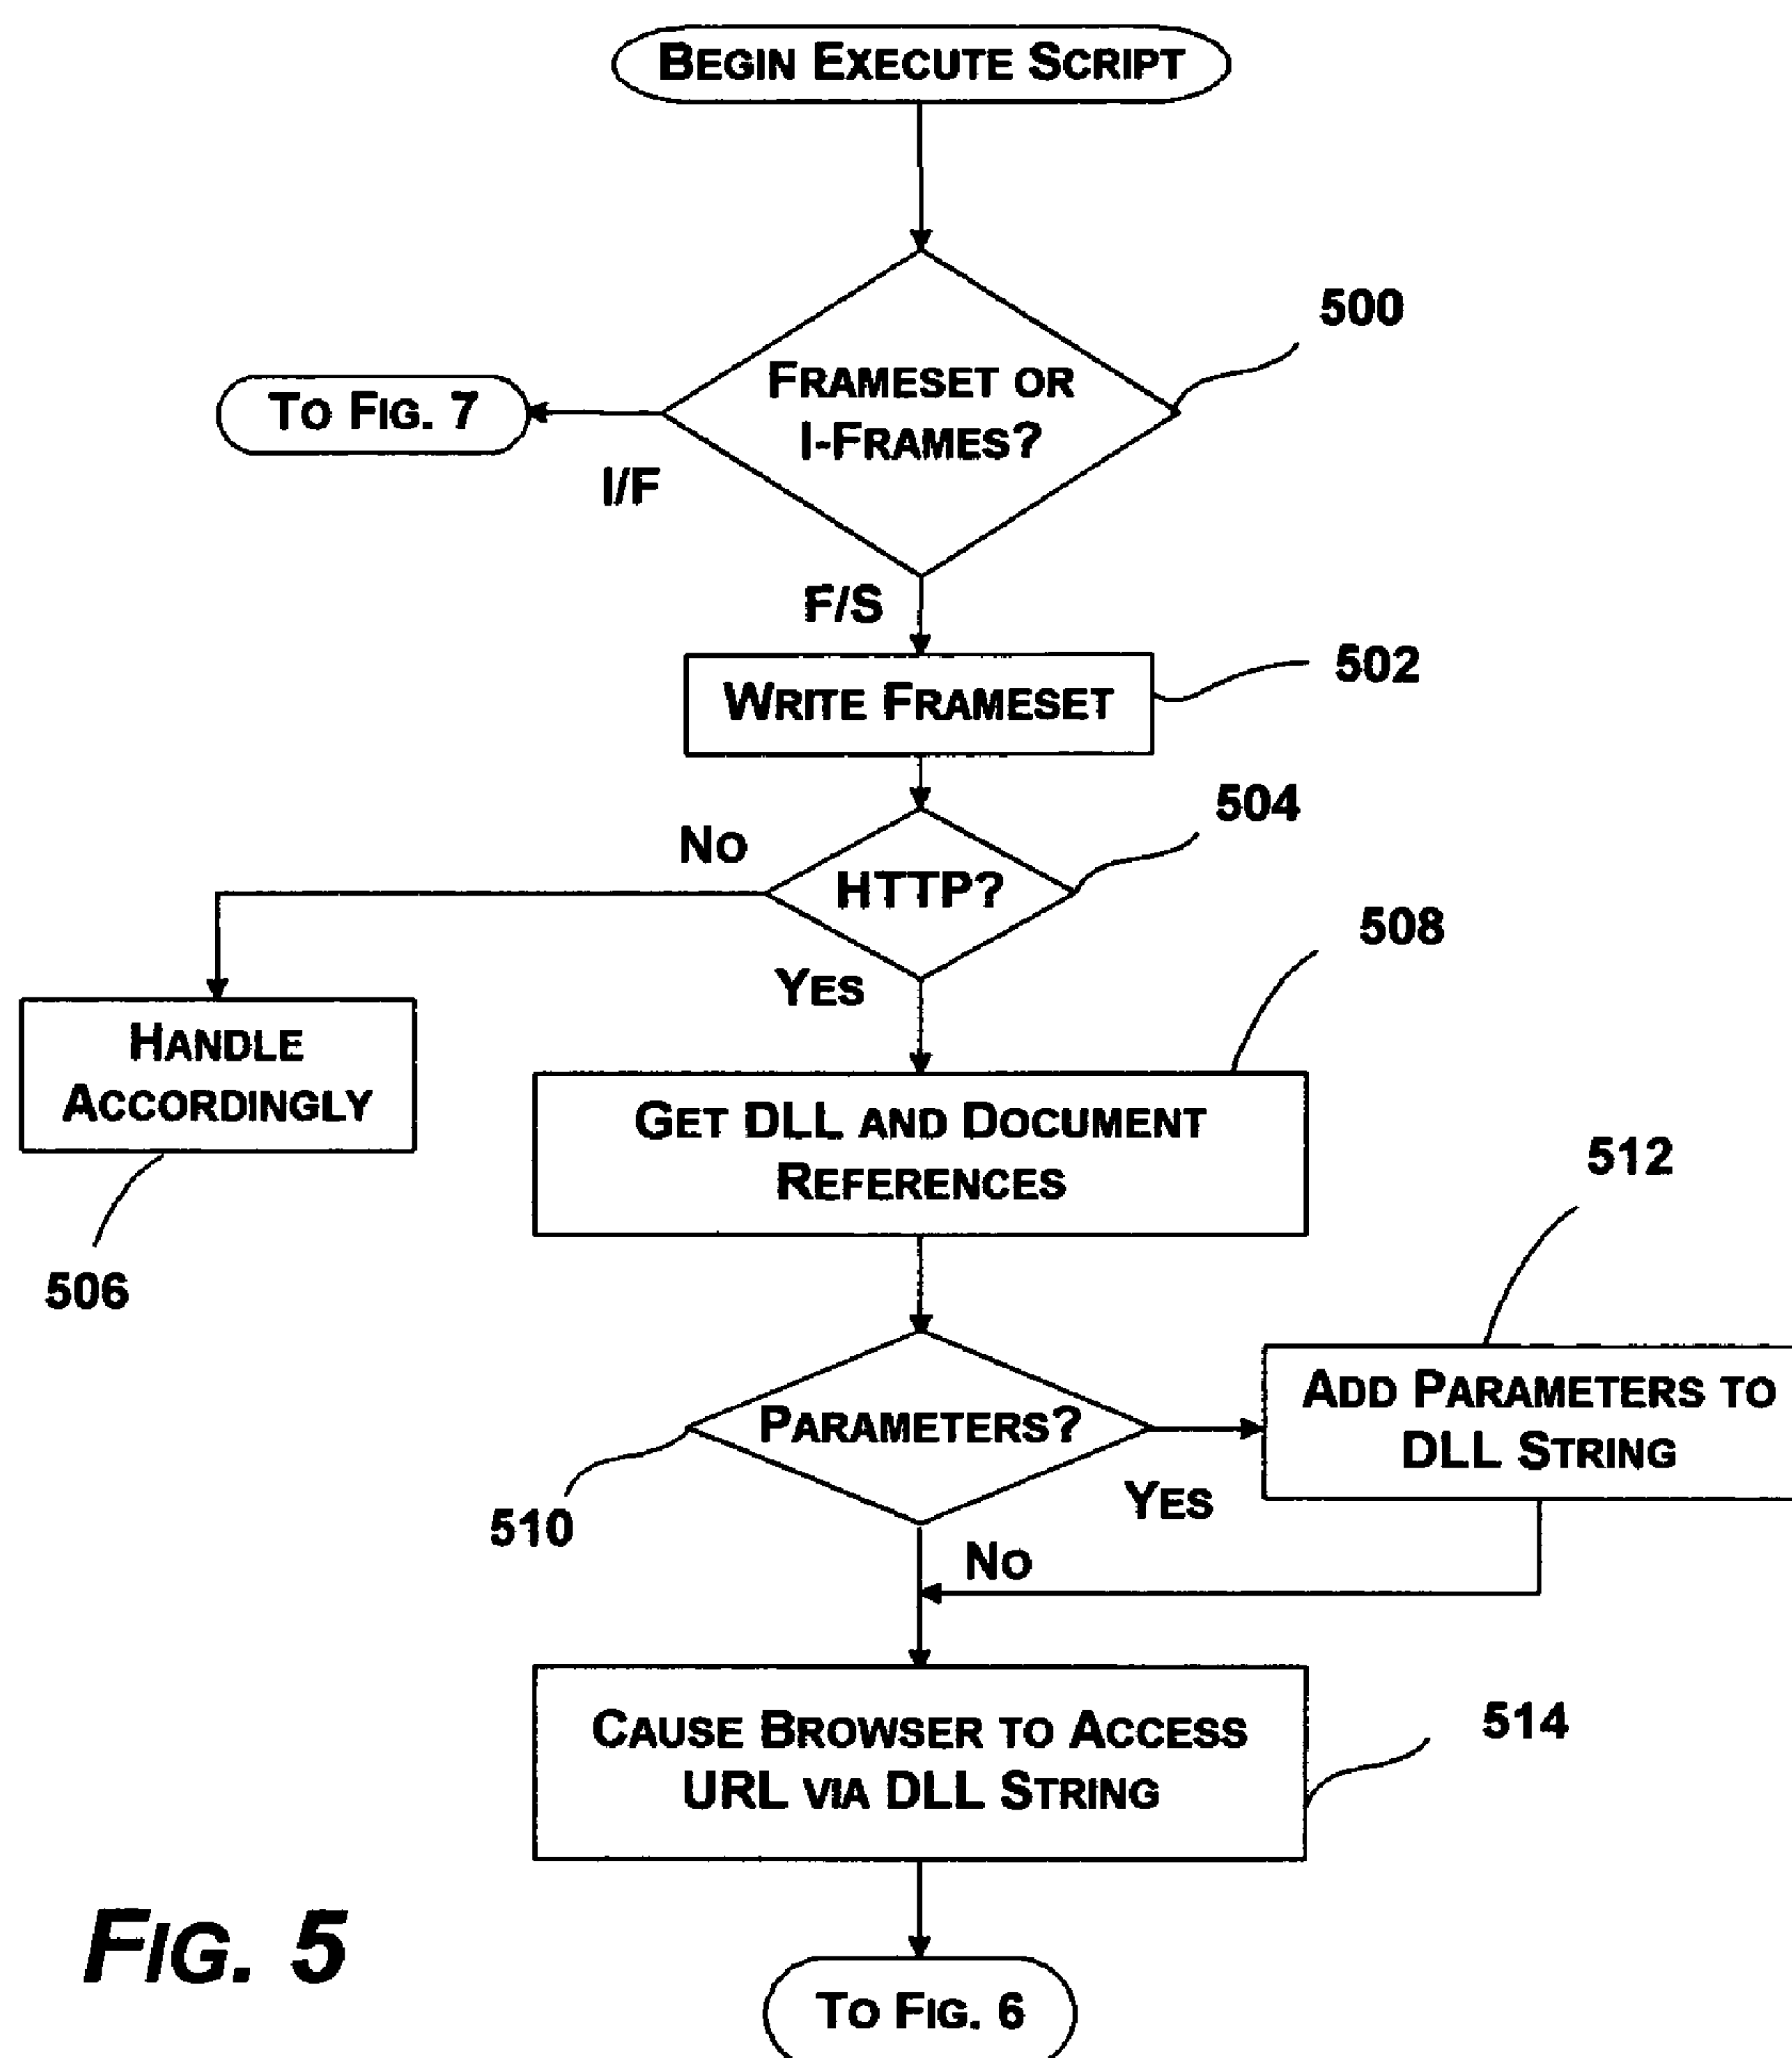 BEGIN EXECUTE SCRIPT
500
FRAMESET OR
I-FRAMES?
TO FIG. 7
I/F
F/S
502
WRITE FRAMESET
504
NO
HTTP?
508
YES
HANDLE
ACCORDINGLY
506
GET DLL AND DOCUMENT
REFERENCES
512
PARAMETERS?
ADD PARAMETERS TO
DLL STRING
510
YES
NO
CAUSE BROWSER TO ACCESS
URL VIA DLL STRING
514
FIG. 5
TO FIG. 6